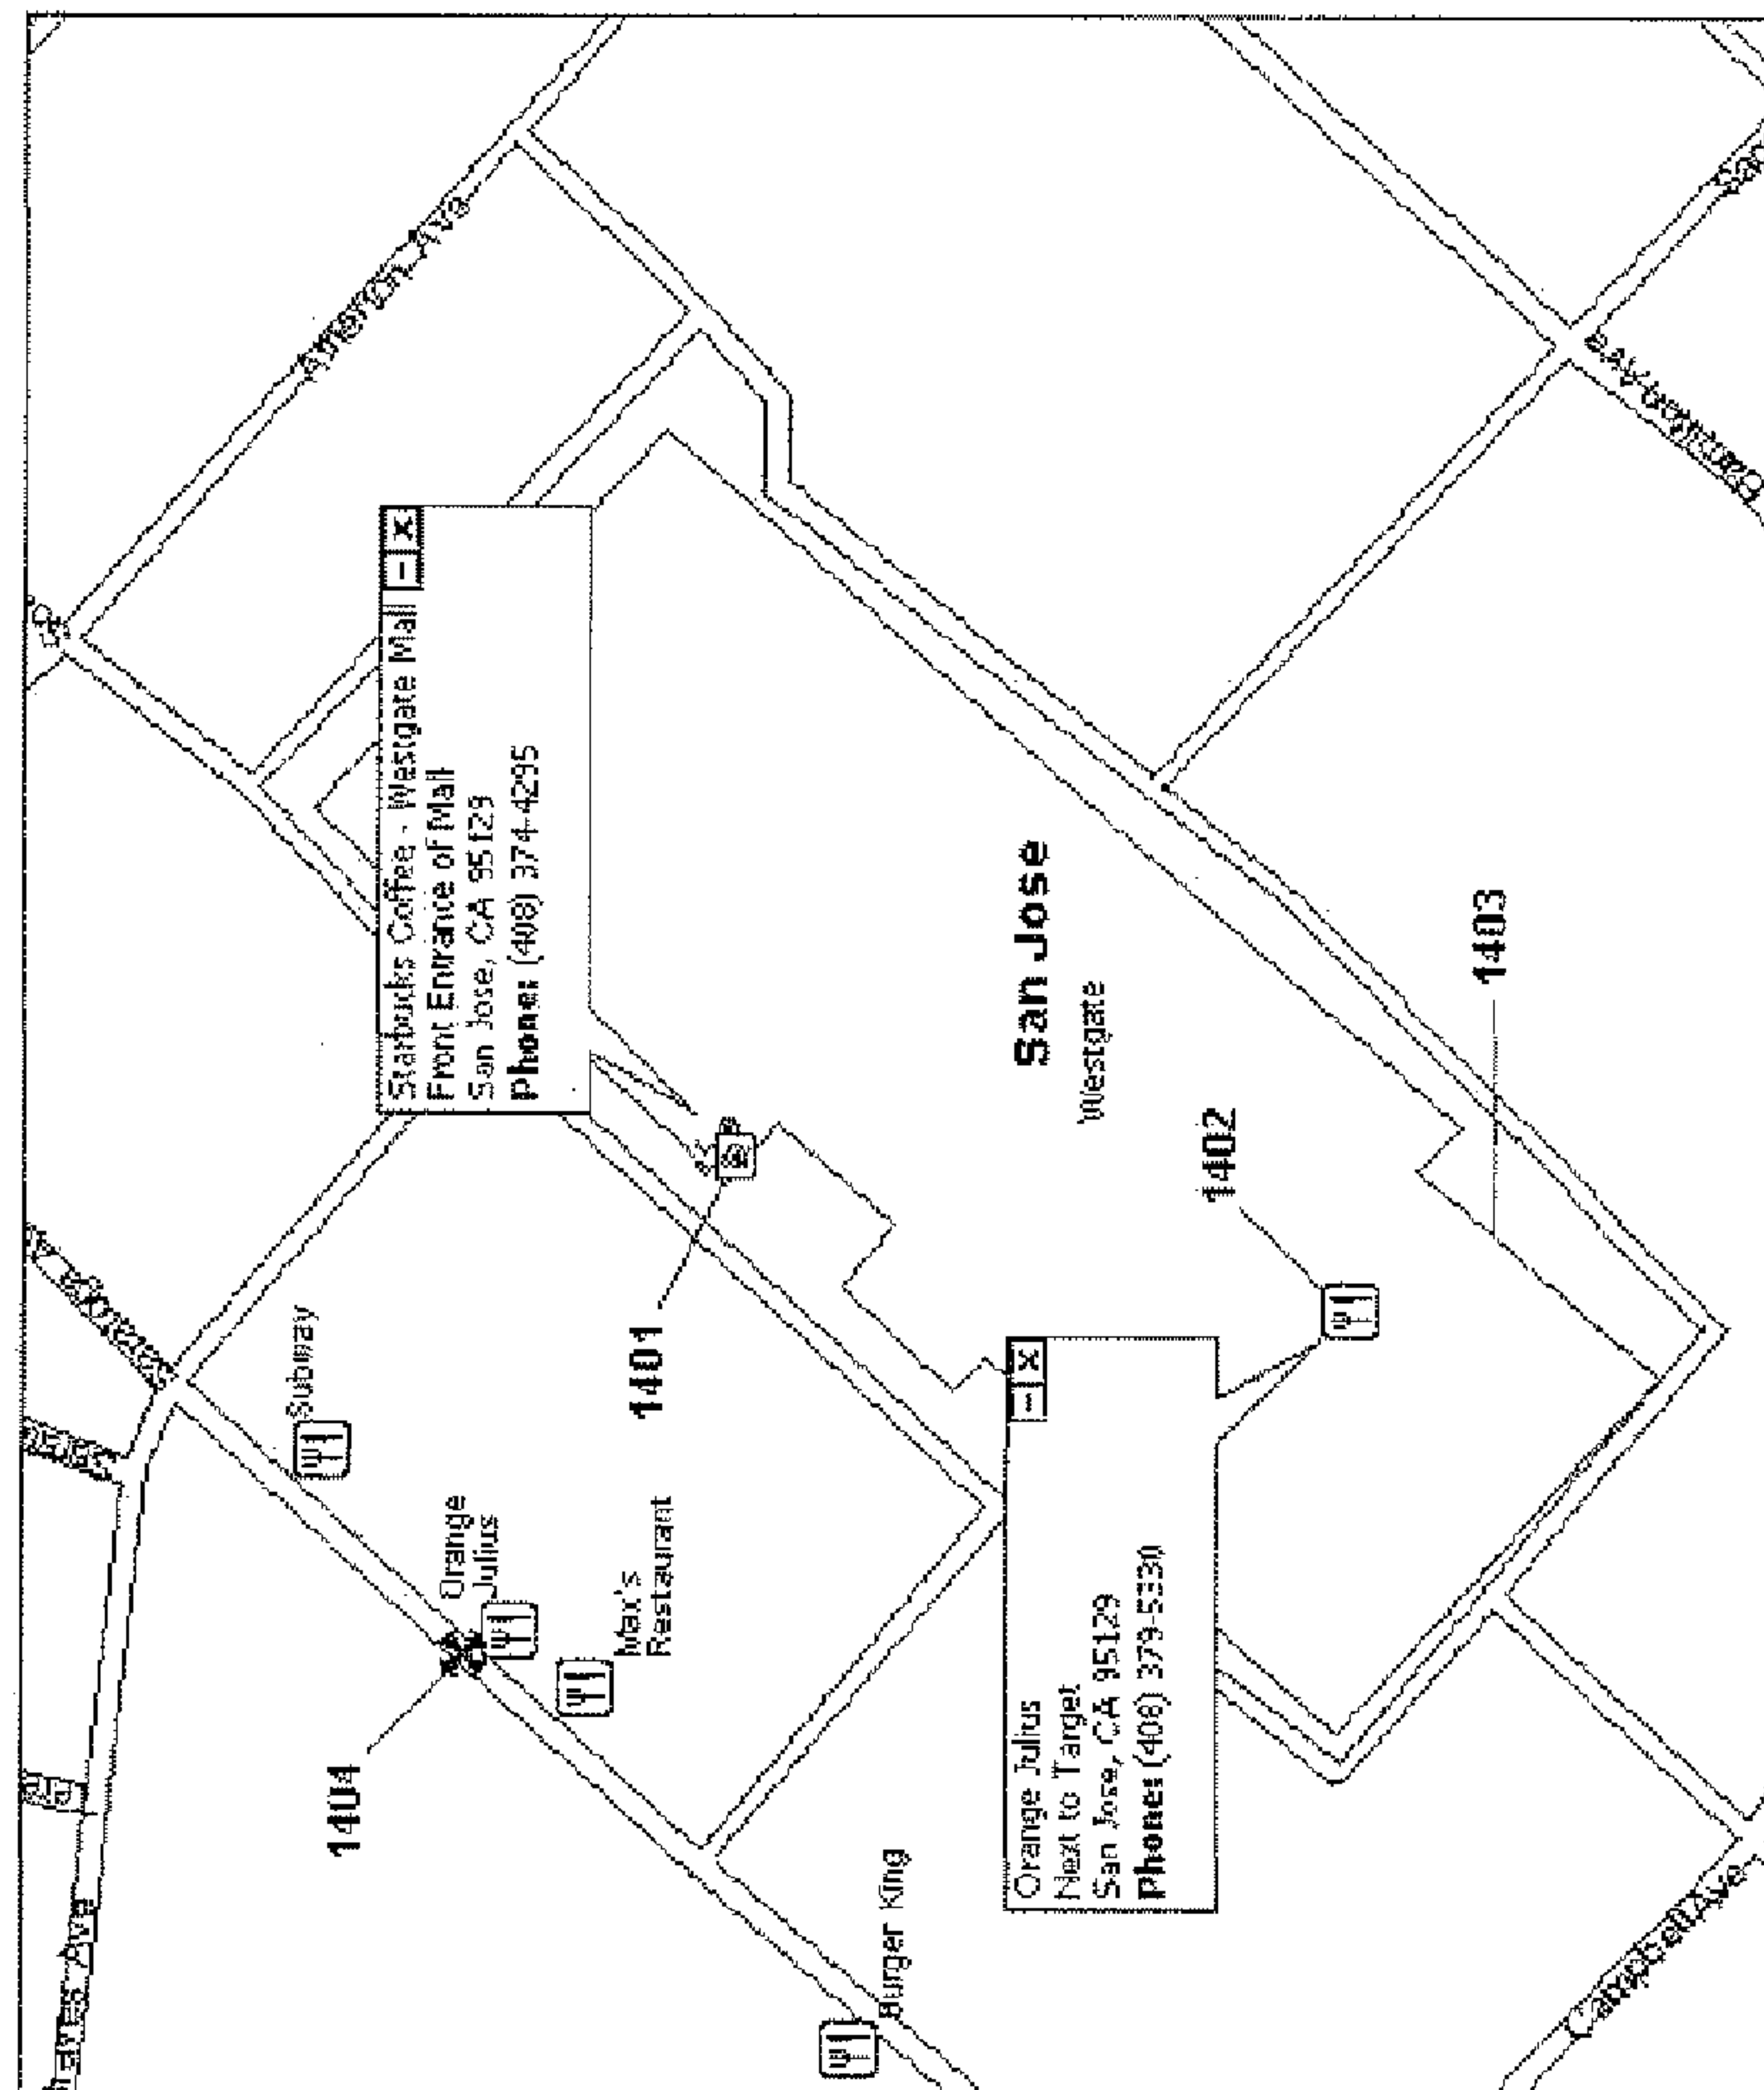 Starbucks Coffee - Westgate Mall
Front Entrance of Mall
San Jose, CA 95129
Phone: (408) 374-4295
Subway
Orange
Julius
Max's
Restaurant
1404
1401
San Jose
Westgate
1402
1403
Orange Julius
Next to Target
San Jose, CA 95129
Phone: (408) 379-5330
Burger King
Campbell Ave
Ave